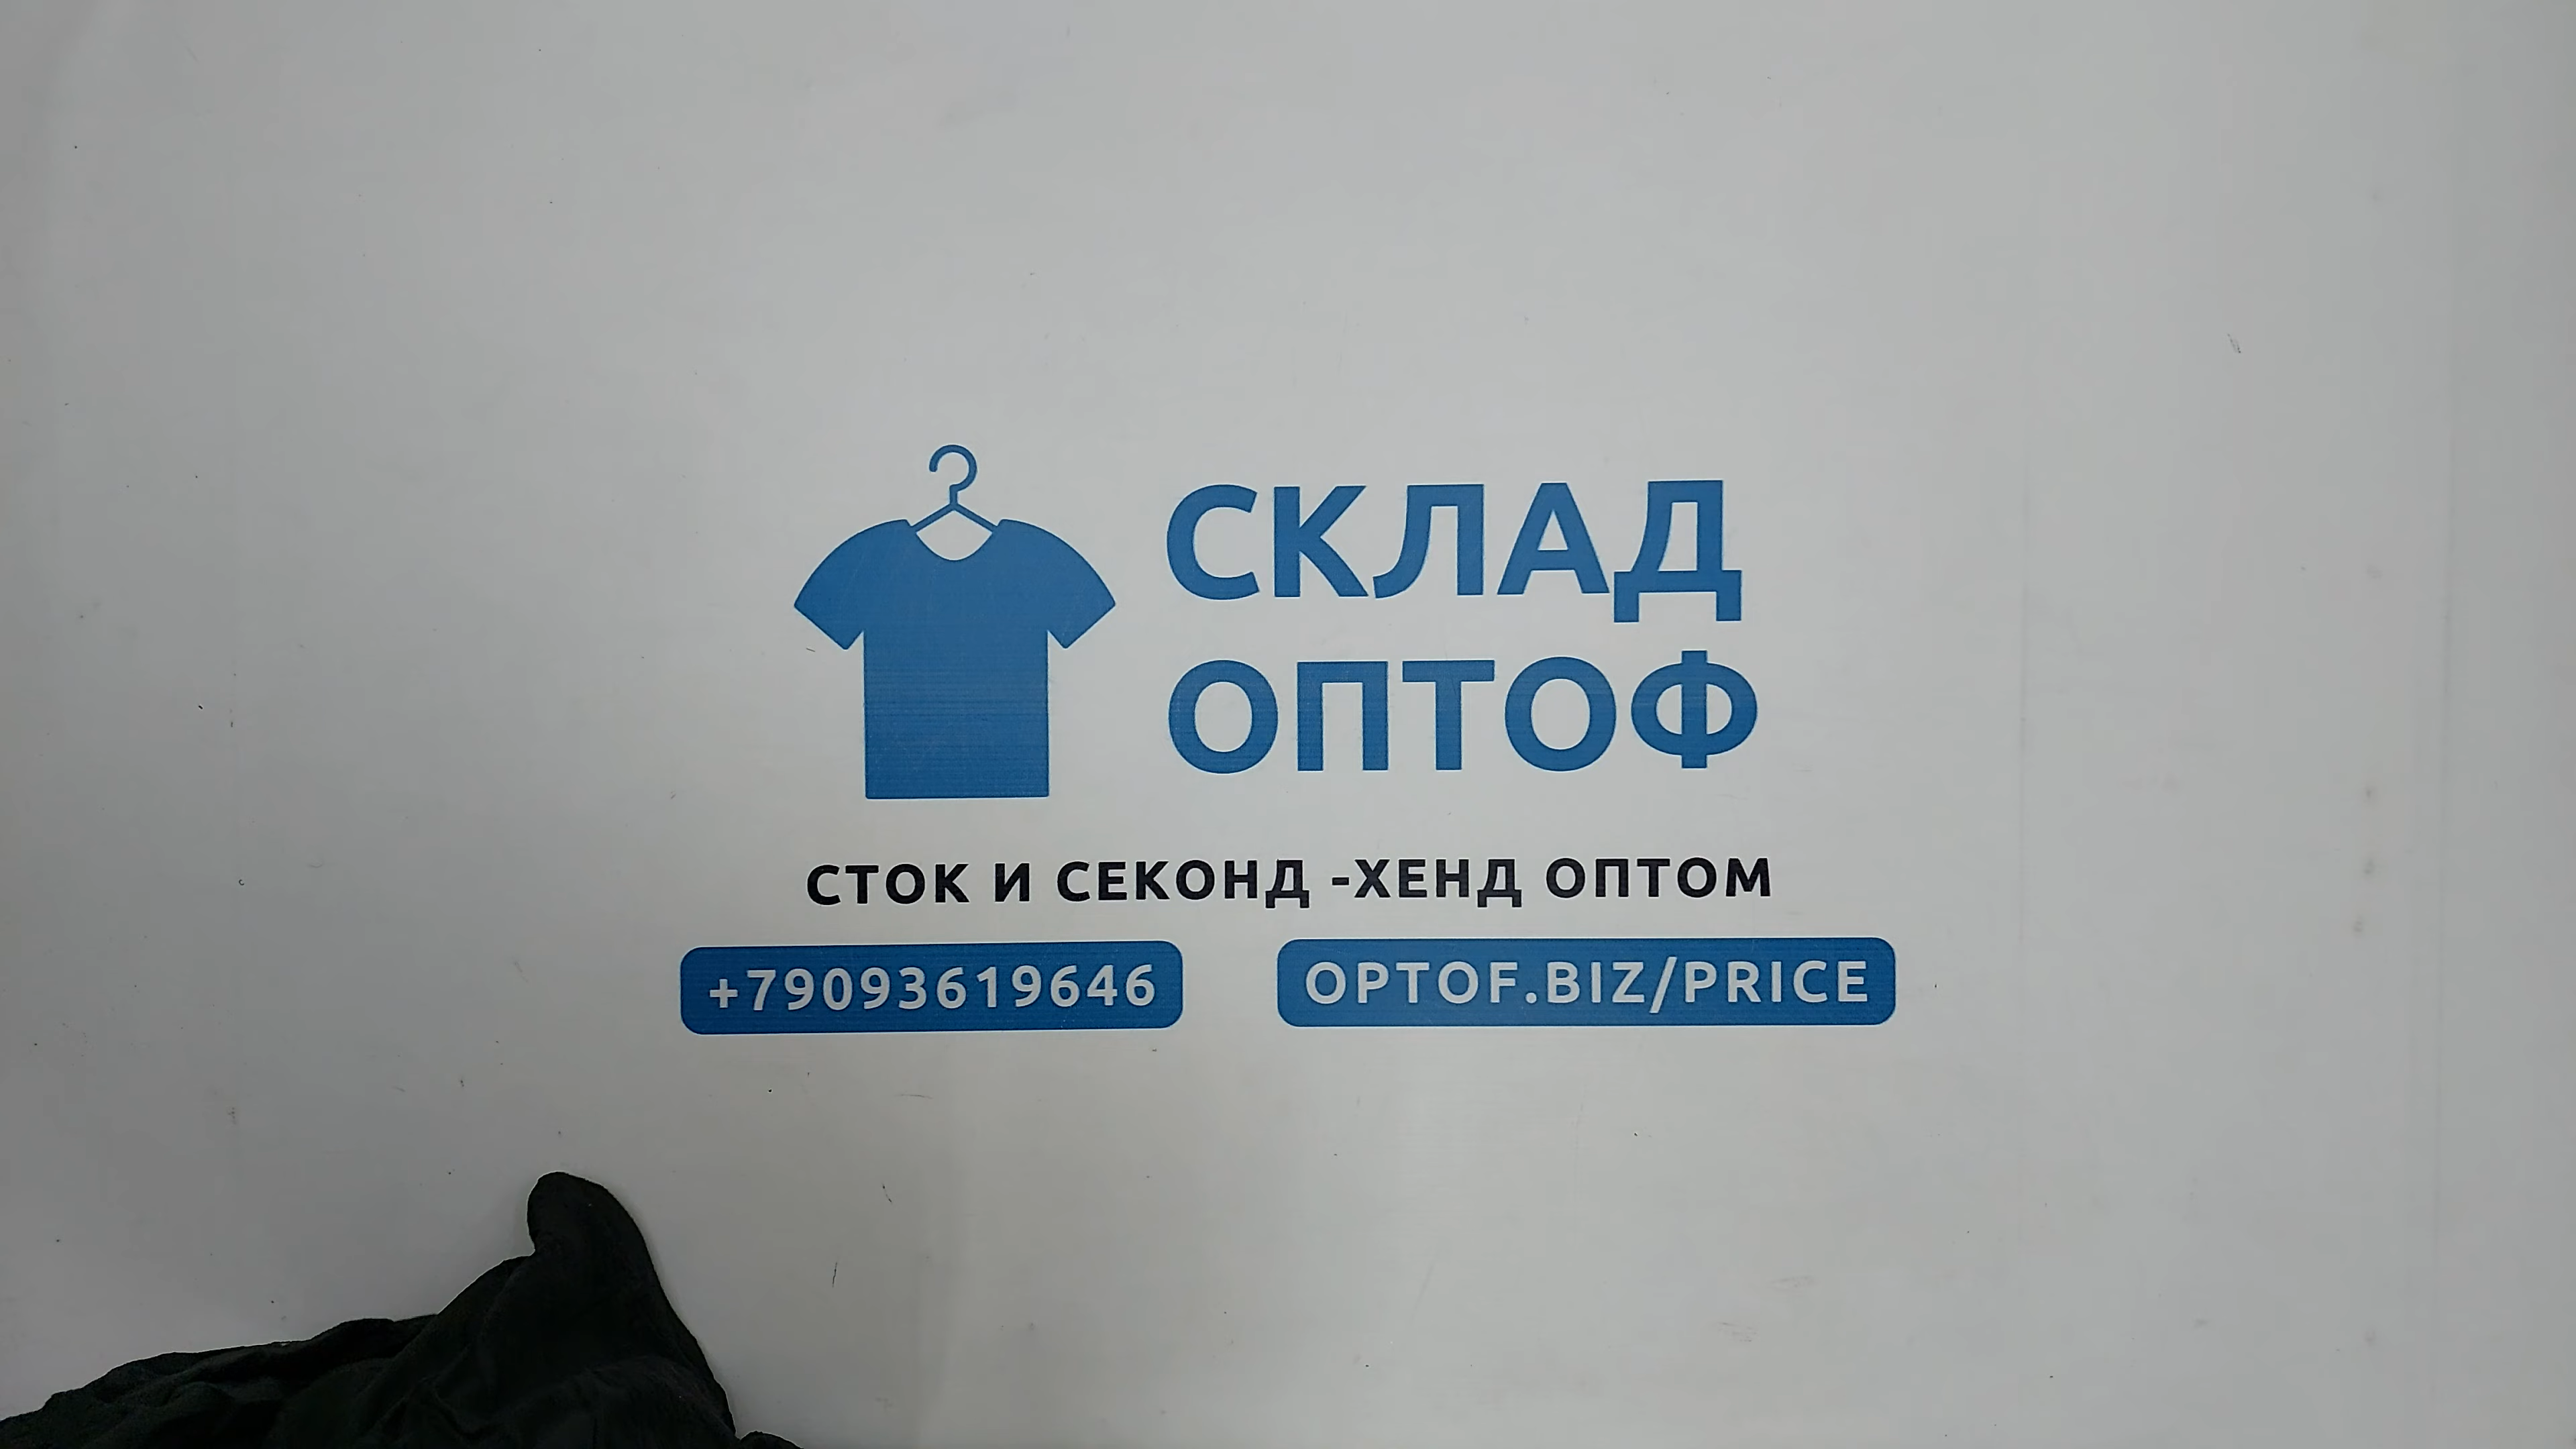 СКЛАД
ОПТОФ
СТОК И СЕКОНД -ХЕНД ОПТОМ
+79093619646
OPTOF.BIZ/PRICE